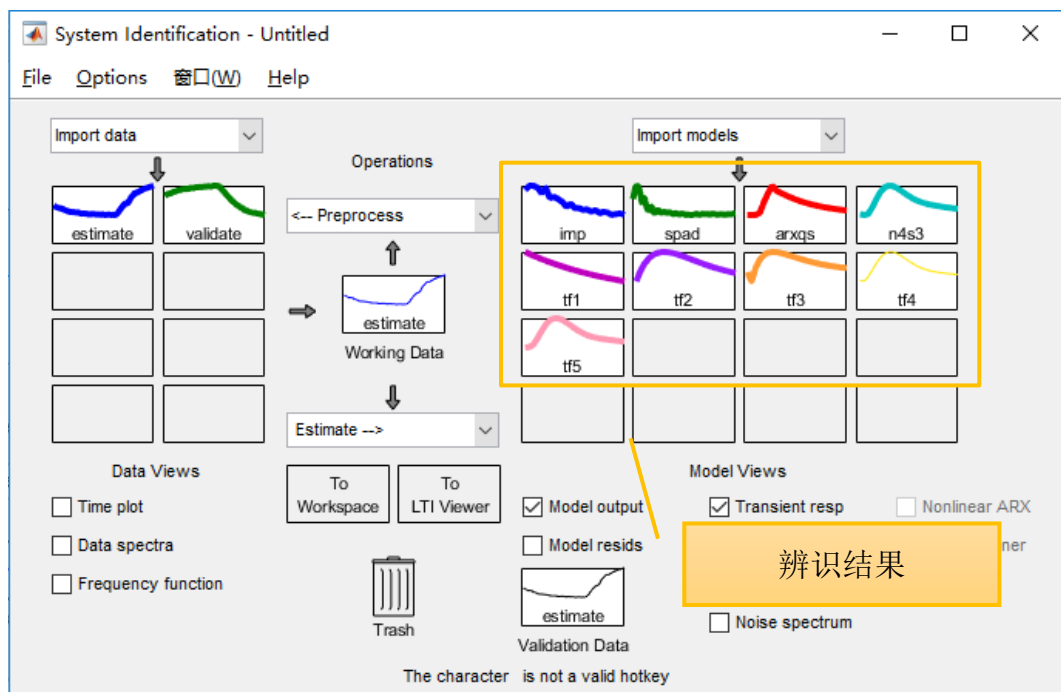 System Identification - Untitled
File Options 窗口(W) Help
Import data
Import models
Operations
<-- Preprocess
estimate
validate
imp
spad
arxqs
n4s3
tf1
tf2
tf3
tf4
estimate
Working Data
tf5
Estimate -->
Data Views
Model Views
To
Workspace
To
LTI Viewer
Time plot
Model output
Transient resp
Nonlinear ARX
Data spectra
Model resids
辨识结果
Frequency function
estimate
Trash
Noise spectrum
Validation Data
The character is not a valid hotkey